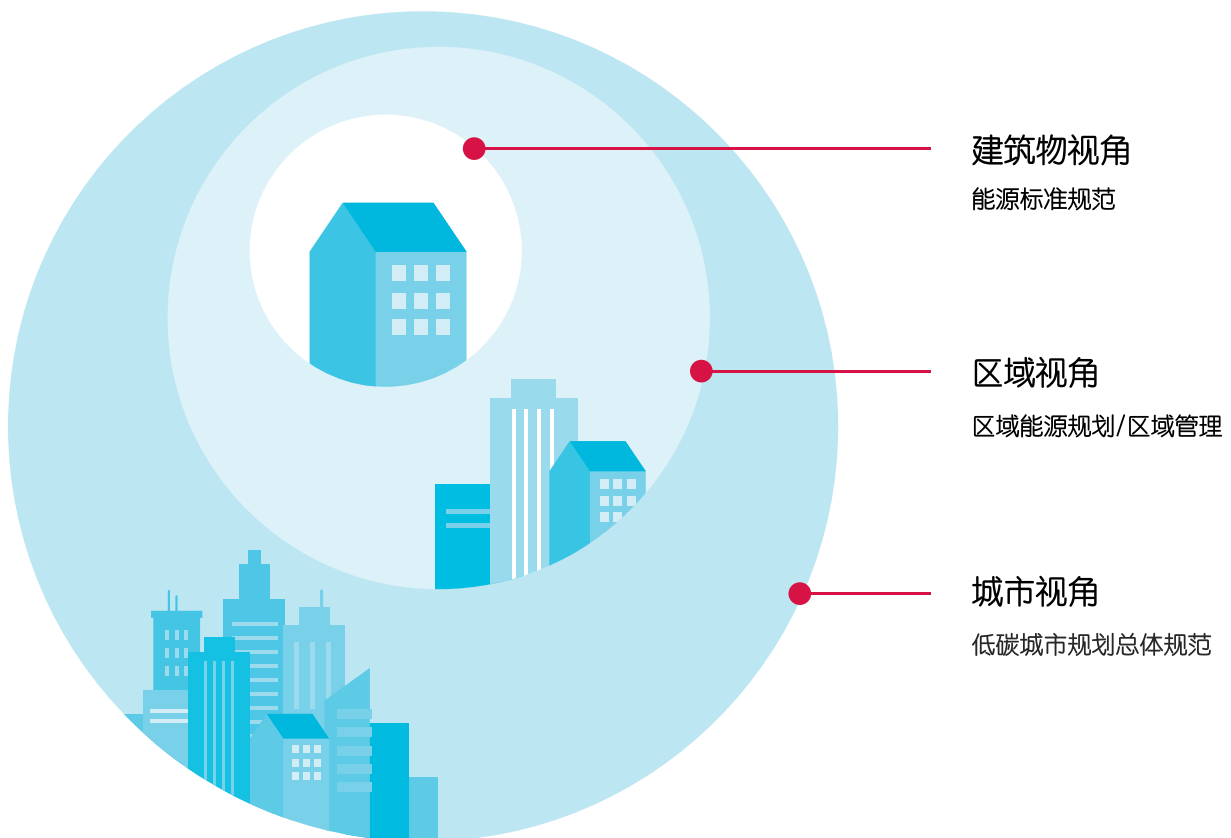 建筑物视角
能源标准规范
区域视角
区域能源规划/区域管理
城市视角
低碳城市规划总体规范